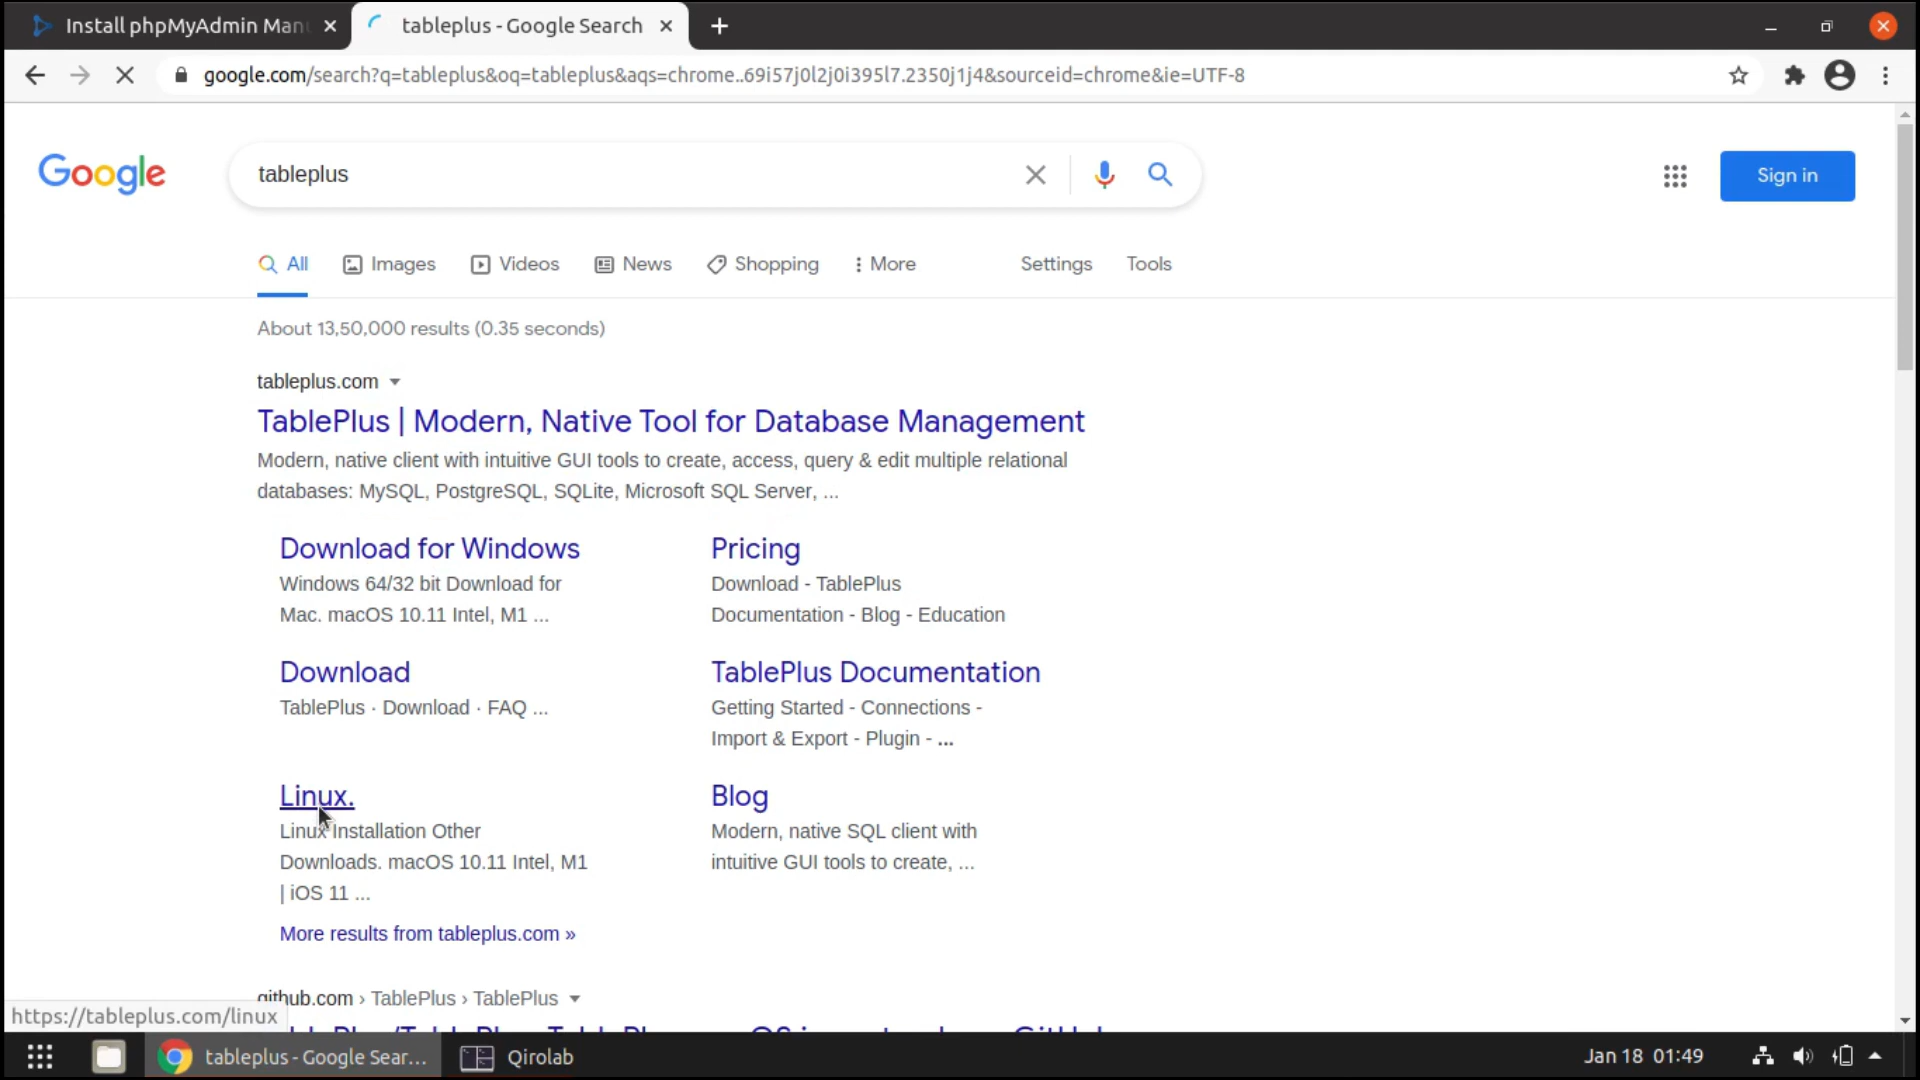 Install phpMyAdmin Man
tableplus - Google Search
google.com/search?q=tableplus&oq=tableplus&aqs=chrome..69i57j0l2j0i395l7.2350j1j4&sourceid=chrome&ie=UTF-8
Google
tableplus
Sign in
All
Images
Videos
News
Shopping
More
Settings
Tools
About 13,50,000 results (0.35 seconds)
tableplus.com
TablePlus | Modern, Native Tool for Database Management
Modern, native client with intuitive GUI tools to create, access, query & edit multiple relational
databases: MySQL, PostgreSQL, SQLite, Microsoft SQL Server, ...
Download for Windows
Windows 64/32 bit Download for
Mac. macOS 10.11 Intel, M1 ...
Pricing
Download - TablePlus
Documentation - Blog - Education
Download
TablePlus · Download · FAQ ...
TablePlus Documentation
Getting Started - Connections -
Import & Export - Plugin - ...
Linux.
Linux Installation Other
Downloads. macOS 10.11 Intel, M1
| iOS 11 ...
Blog
Modern, native SQL client with
intuitive GUI tools to create, ...
More results from tableplus.com »
github.com › TablePlus › TablePlus
https://tableplus.com/linux
tableplus - Google Sear...
Qirolab
Jan 18 01:49